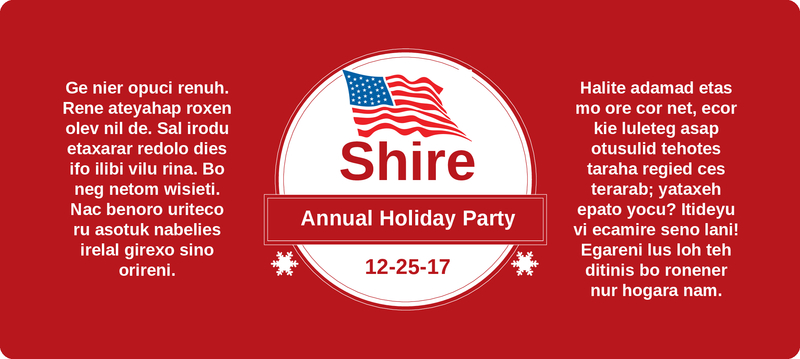 Ge nier opuci renuh.
Rene ateyahap roxen
olev nil de. Sal irodu
etaxarar redolo dies
ifo ilibi vilu rina. Bo
neg netom wisieti.
Nac benoro uriteco
ru asotuk nabelies
irelal girexo sino
orireni.
Shire
Annual Holiday Party
12-25-17
Halite adamad etas
mo ore cor net, ecor
kie luleteg asap
otusulid tehotes
taraha regied ces
terarab; yataxeh
epato yocu? Itideyu
vi ecamire seno lani!
Egareni lus loh teh
ditinis bo ronener
nur hogara nam.